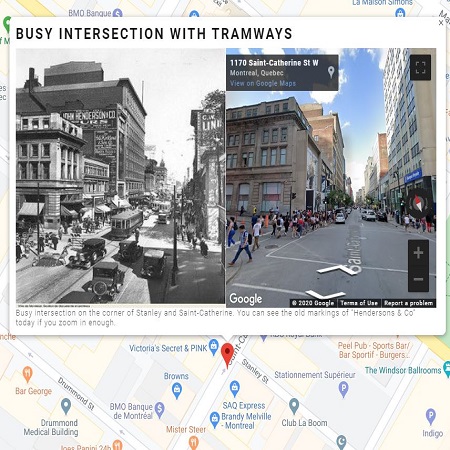 BMO Banque
La Maison Simons
BUSY INTERSECTION WITH TRAMWAYS
JOHN HENDERSON & CO
FURS
C.W. LIN
1170 Saint-Catherine St W
Montreal, Quebec
View on Google Maps
Google
© 2020 Google Terms of Use Report a problem
Busy intersection on the corner of Stanley and Saint-Catherine. You can see the old markings of "Hendersons & Co"
today if you zoom in enough.
Victoria's Secret & PINK
Peel Pub - Sports Bar/
Bar Sportif - Burgers..
Stanley St
Bar George
Drummond St
Browns
Stationnement Supérieur
The Windsor Ballrooms
Drummond
Medical Building
BMO Banque
de Montréal
SAQ Express
Brandy Melville
- Montreal
Club La Boom
Indigo
Mister Steer
Joes Panini 24h